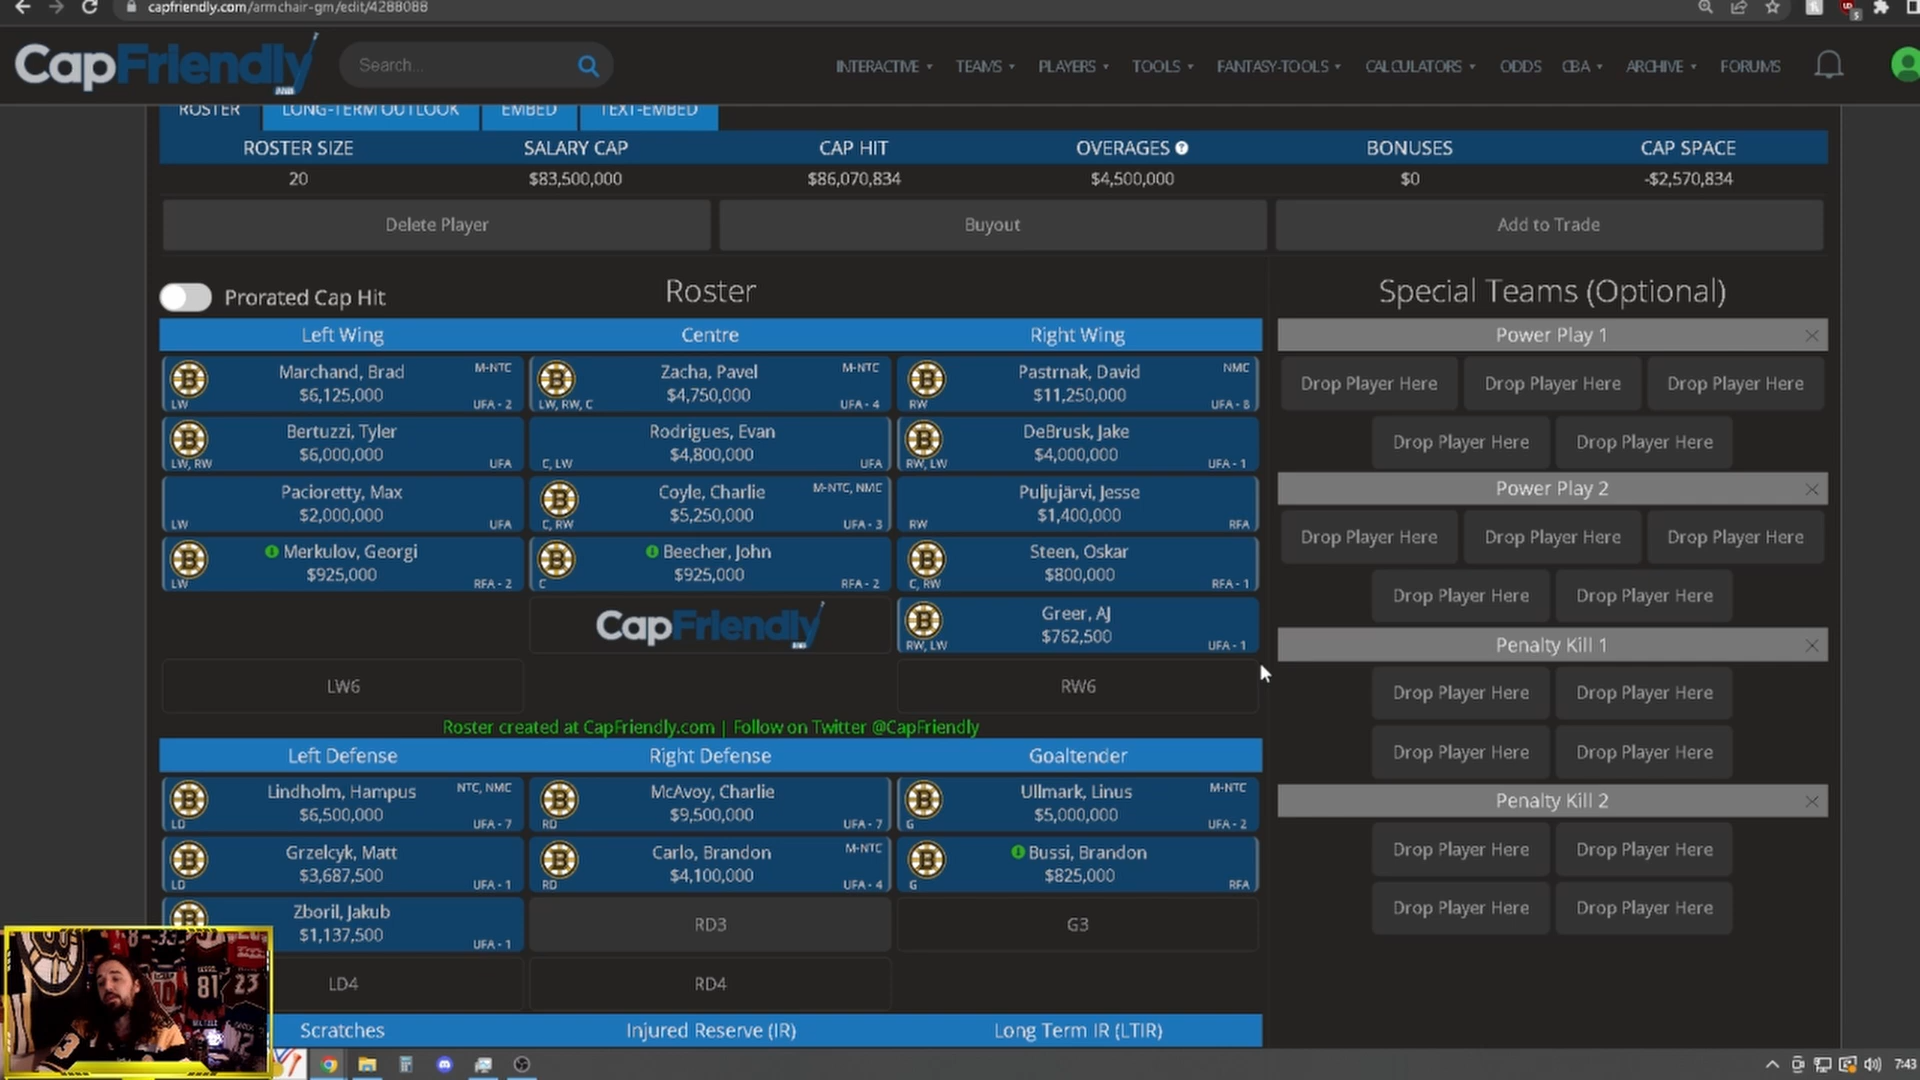 capfriendly.com/armchair-gm/edit/4288088
CapFriendly
Search...
INTERACTIVE TEAMS PLAYERS TOOLS FANTASY-TOOLS CALCULATORS ODDS CBA ARCHIVE FORUMS
ROSTER LONG-TERM OUTLOOK EMBED TEXT-EMBED
ROSTER SIZE SALARY CAP CAP HIT OVERAGES BONUSES CAP SPACE
20 $83,500,000 $86,070,834 $4,500,000 $0 -$2,570,834
Delete Player Buyout Add to Trade
Prorated Cap Hit Roster
Left Wing Centre Right Wing
Marchand, Brad M-NTC
$6,125,000
LW UFA - 2
Zacha, Pavel M-NTC
$4,750,000
LW, RW, C UFA - 4
Pastrnak, David NMC
$11,250,000
RW UFA - 8
Bertuzzi, Tyler
$6,000,000
LW, RW UFA
Rodrigues, Evan
$4,800,000
C, LW UFA
DeBrusk, Jake
$4,000,000
RW, LW UFA - 1
Pacioretty, Max
$2,000,000
LW UFA
Coyle, Charlie M-NTC, NMC
$5,250,000
C, RW UFA - 3
Puljujärvi, Jesse
$1,400,000
RW RFA
Merkulov, Georgi
$925,000
LW RFA - 2
Beecher, John
$925,000
C RFA - 2
Steen, Oskar
$800,000
C, RW RFA - 1
CapFriendly
Greer, AJ
$762,500
RW, LW UFA - 1
LW6 RW6
Roster created at CapFriendly.com | Follow on Twitter @CapFriendly
Left Defense Right Defense Goaltender
Lindholm, Hampus NTC, NMC
$6,500,000
LD UFA - 7
McAvoy, Charlie
$9,500,000
RD UFA - 7
Ullmark, Linus M-NTC
$5,000,000
G UFA - 2
Grzelcyk, Matt
$3,687,500
LD UFA - 1
Carlo, Brandon M-NTC
$4,100,000
RD UFA - 4
Bussi, Brandon
$825,000
G RFA
Zboril, Jakub
$1,137,500
UFA - 1
RD3 G3
LD4 RD4
Scratches Injured Reserve (IR) Long Term IR (LTIR)
Special Teams (Optional)
Power Play 1
Drop Player Here Drop Player Here Drop Player Here
Drop Player Here Drop Player Here
Power Play 2
Drop Player Here Drop Player Here Drop Player Here
Drop Player Here Drop Player Here
Penalty Kill 1
Drop Player Here Drop Player Here
Drop Player Here Drop Player Here
Penalty Kill 2
Drop Player Here Drop Player Here
Drop Player Here Drop Player Here
81 23
7:43